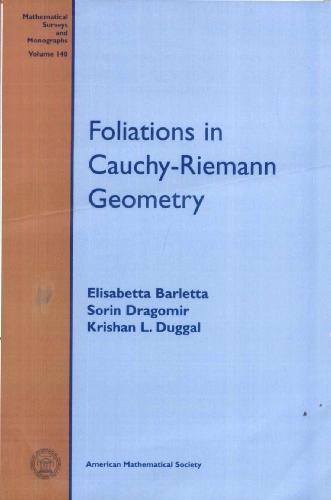 Mathematical
Surveys
and
Monographs
Volume 140
Foliations in
Cauchy-Riemann
Geometry
Elisabetta Barletta
Sorin Dragomir
Krishan L. Duggal
American Mathematical Society